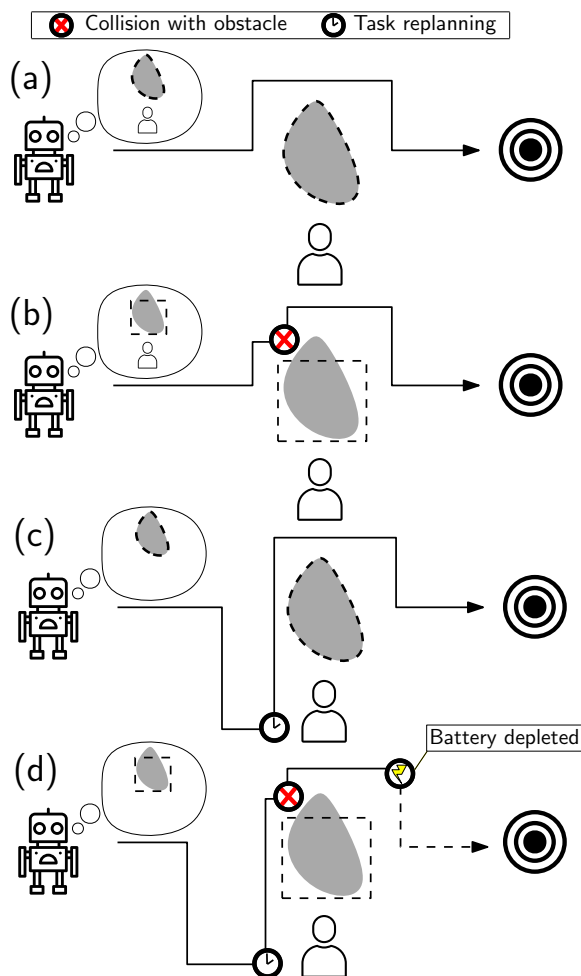 Collision with obstacle Task replanning
(a)
(b)
(c)
(d)
Battery depleted